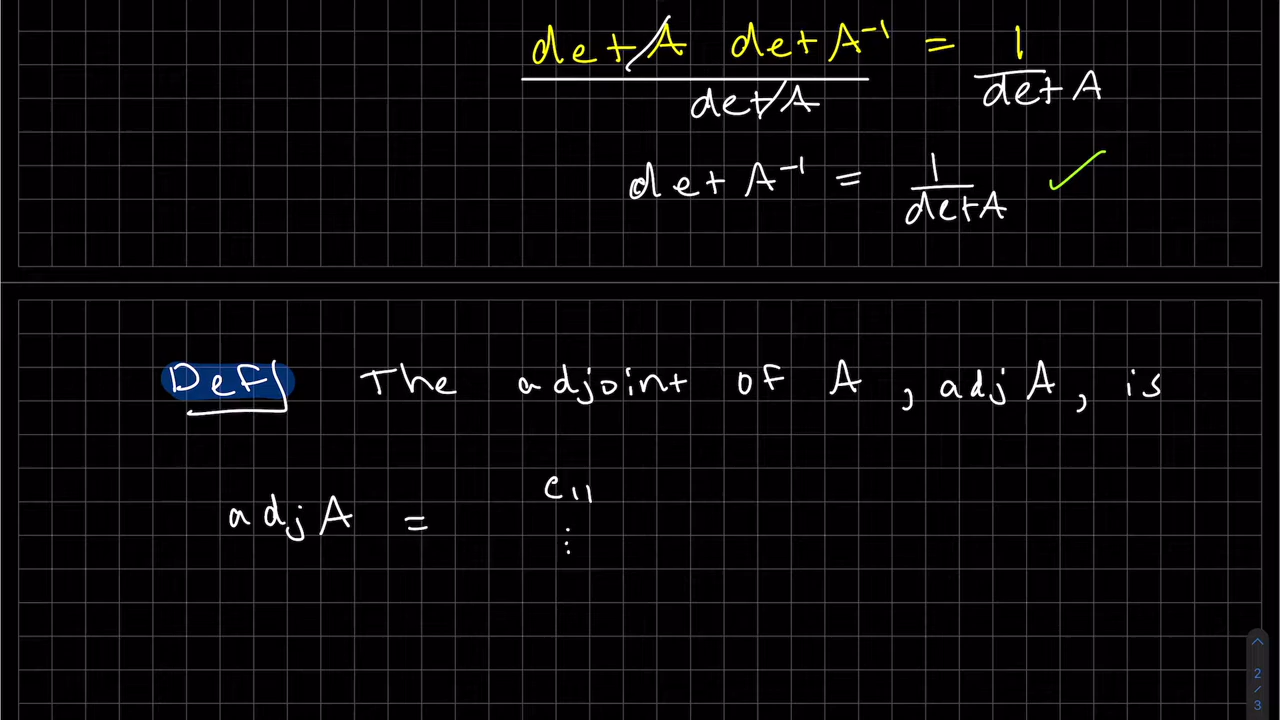 det A det A⁻¹ = 1
det A det A
det A⁻¹ = 1/det A ✓
Def The adjoint of A, adj A, is
adj A = c₁₁
⋮
2/3